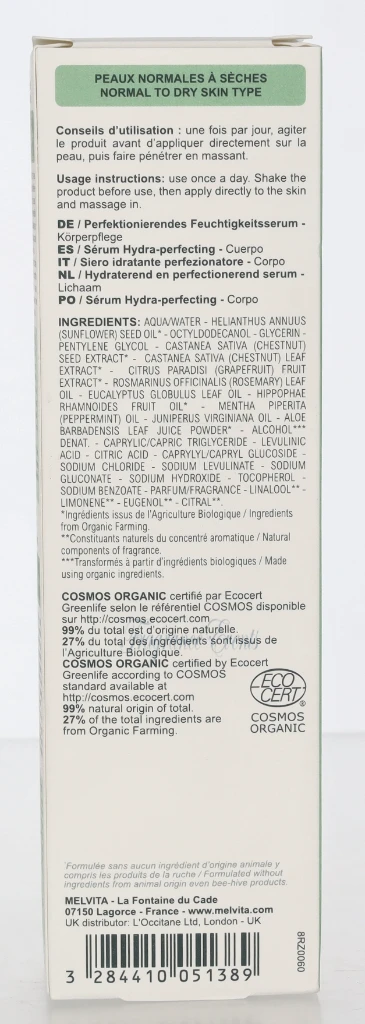 PEAUX NORMALES À SÈCHES
NORMAL TO DRY SKIN TYPE
Conseils d'utilisation : une fois par jour, agiter
le produit avant d'appliquer directement sur la
peau, puis faire pénétrer en massant.
Usage instructions: use once a day. Shake the
product before use, then apply directly to the skin
and massage in.
DE / Perfektionierendes Feuchtigkeitsserum -
Körperpflege
ES / Sérum Hydra-perfecting - Cuerpo
IT / Siero idratante perfezionatore - Corpo
NL / Hydraterend en perfectionerend serum -
Lichaam
PO / Sérum Hydra-perfecting - Corpo
INGREDIENTS: AQUA/WATER - HELIANTHUS ANNUUS
(SUNFLOWER) SEED OIL* - OCTYLDODECANOL - GLYCERIN -
PENTYLENE GLYCOL - CASTANEA SATIVA (CHESTNUT)
SEED EXTRACT* - CASTANEA SATIVA (CHESTNUT) LEAF
EXTRACT* - CITRUS PARADISI (GRAPEFRUIT) FRUIT
EXTRACT* - ROSMARINUS OFFICINALIS (ROSEMARY) LEAF
OIL - EUCALYPTUS GLOBULUS LEAF OIL - HIPPOPHAE
RHAMNOIDES FRUIT OIL* - MENTHA PIPERITA
(PEPPERMINT) OIL - JUNIPERUS VIRGINIANA OIL - ALOE
BARBADENSIS LEAF JUICE POWDER* - ALCOHOL***
DENAT. - CAPRYLIC/CAPRIC TRIGLYCERIDE - LEVULINIC
ACID - CITRIC ACID - CAPRYLYL/CAPRYL GLUCOSIDE -
SODIUM CHLORIDE - SODIUM LEVULINATE - SODIUM
GLUCONATE - SODIUM HYDROXIDE - TOCOPHEROL -
SODIUM BENZOATE - PARFUM/FRAGRANCE - LINALOOL** -
LIMONENE** - EUGENOL** - CITRAL**.
*Ingrédients issus de l'Agriculture Biologique / Ingredients
from Organic Farming.
**Constituants naturels du concentré aromatique / Natural
components of fragrance.
***Transformés à partir d'ingrédients biologiques / Made
using organic ingredients.
COSMOS ORGANIC certifié par Ecocert
Greenlife selon le référentiel COSMOS disponible
sur http://cosmos.ecocert.com
99% du total est d'origine naturelle.
27% du total des ingrédients sont issus de
l'Agriculture Biologique.
COSMOS ORGANIC certified by Ecocert
Greenlife according to COSMOS
standard available at
http://cosmos.ecocert.com
99% natural origin of total.
27% of the total ingredients are
from Organic Farming.
ECO
CERT®
COSMOS
ORGANIC
¹Formulée sans aucun ingrédient d'origine animale y
compris les produits de la ruche / Formulated without
ingredients from animal origin even bee-hive products.
MELVITA - La Fontaine du Cade
07150 Lagorce - France - www.melvita.com
UK distributor: L'Occitane Ltd, London - UK
8RZ0060
3 284410 051389